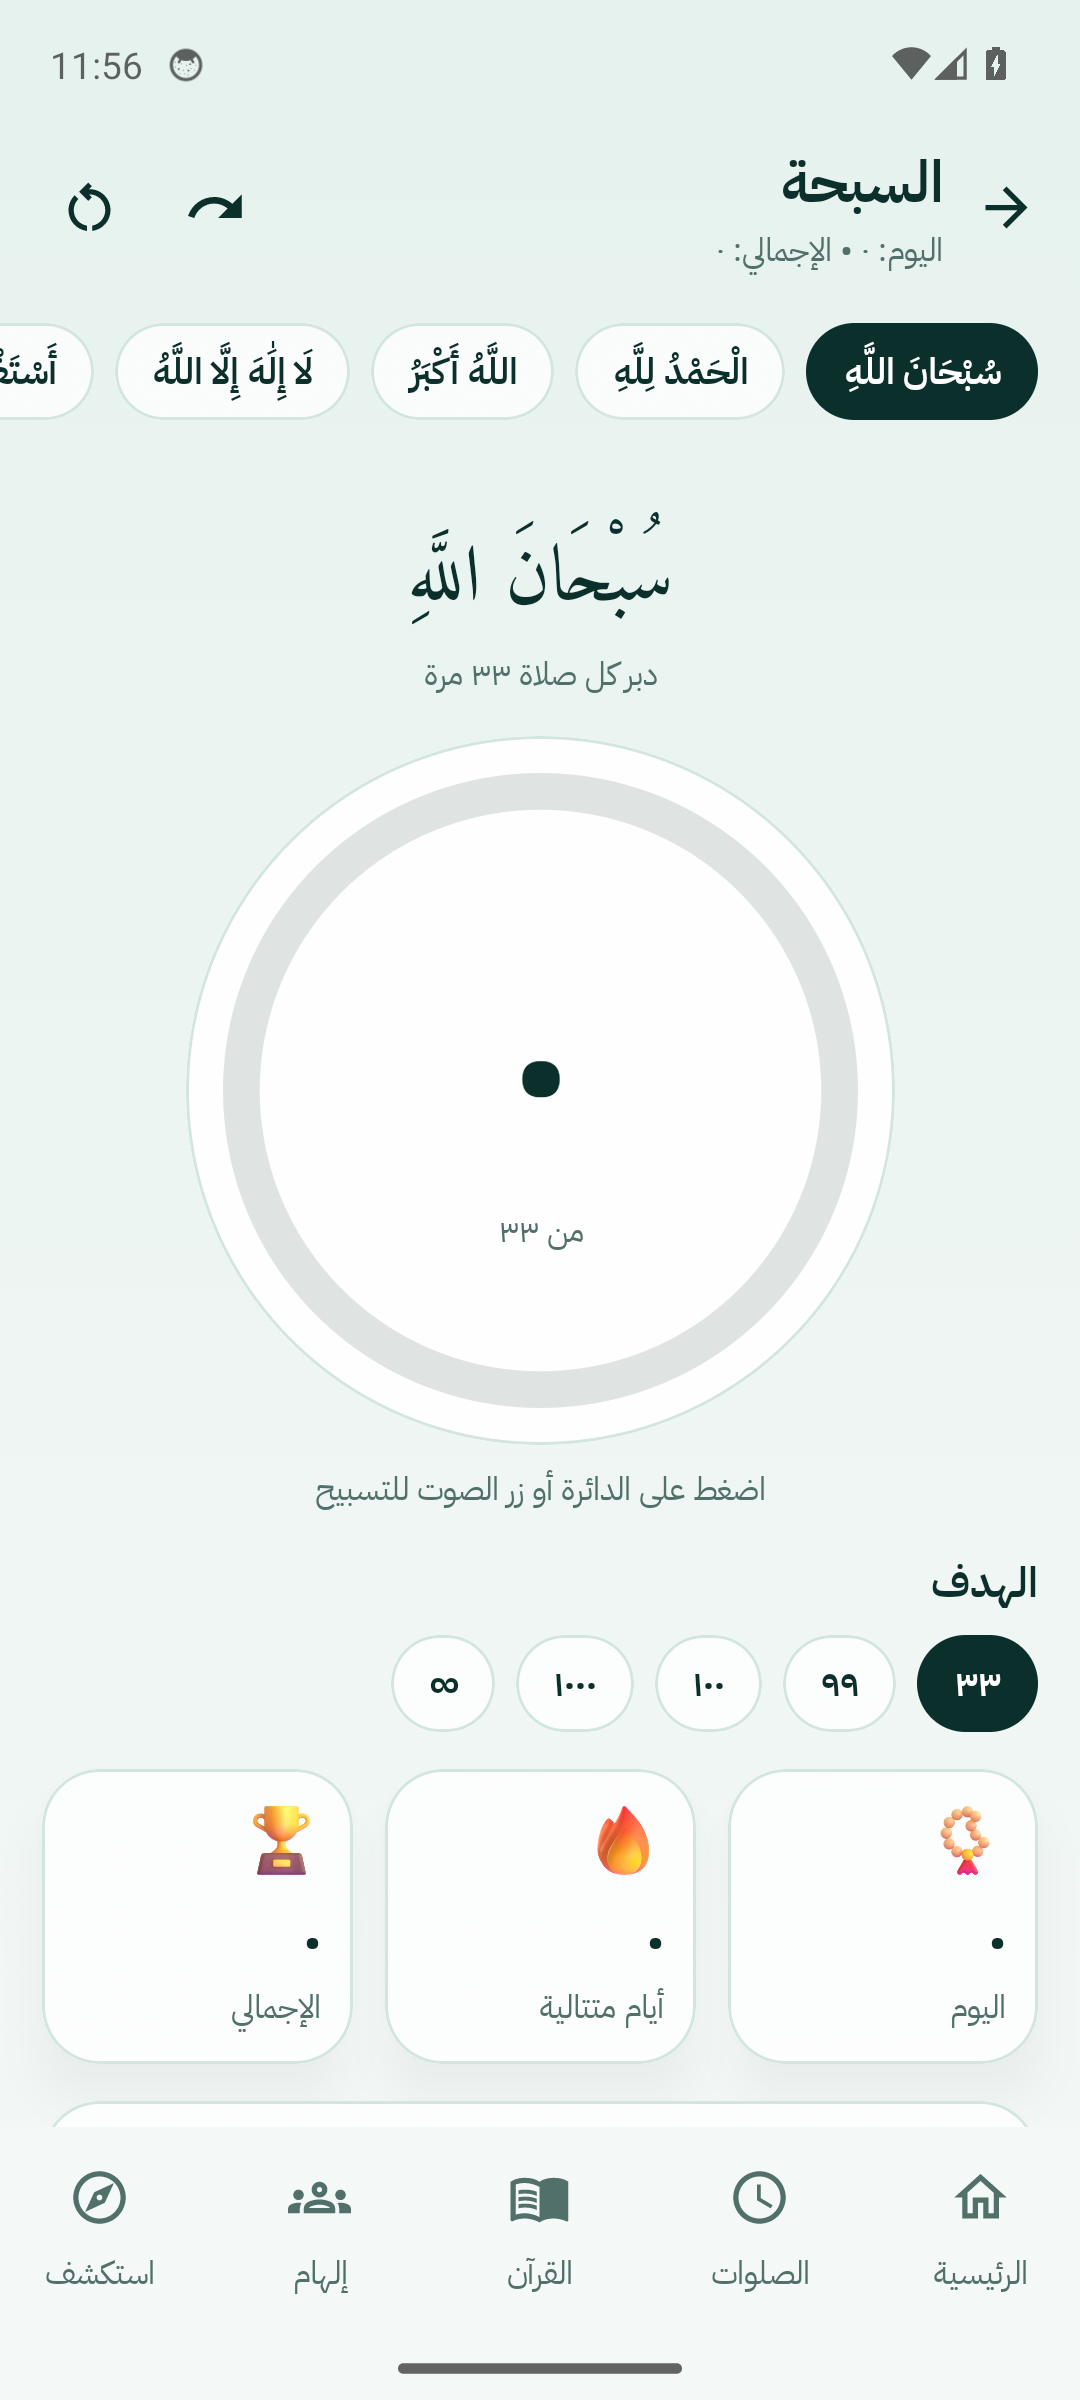 11:56
السبحة
اليوم: ٠ • الإجمالي: ٠
سُبْحَانَ اللَّهِ
الْحَمْدُ لِلَّهِ
اللَّهُ أَكْبَرُ
لَا إِلَٰهَ إِلَّا اللَّهُ
سُبْحَانَ اللَّهِ
دبر كل صلاة ٣٣ مرة
٠
من ٣٣
اضغط على الدائرة أو زر الصوت للتسبيح
الهدف
٣٣
٩٩
١٠٠
١٠٠٠
∞
٠
اليوم
٠
أيام متتالية
٠
الإجمالي
الرئيسية
الصلوات
القرآن
إلهام
استكشف